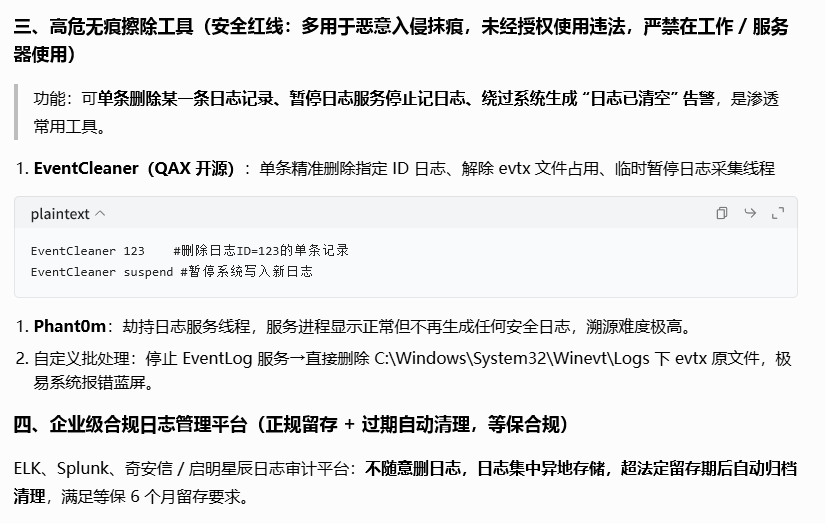 三、高危无痕擦除工具（安全红线：多用于恶意入侵抹痕，未经授权使用违法，严禁在工作 / 服务
器使用）
功能：可单条删除某一条日志记录、暂停日志服务停止记日志、绕过系统生成 “日志已清空” 告警，是渗透
常用工具。
1. EventCleaner（QAX 开源）：单条精准删除指定 ID 日志、解除 evtx 文件占用、临时暂停日志采集线程
plaintext
EventCleaner 123    #删除日志ID=123的单条记录
EventCleaner suspend #暂停系统写入新日志
1. Phant0m：劫持日志服务线程，服务进程显示正常但不再生成任何安全日志，溯源难度极高。
2. 自定义批处理：停止 EventLog 服务→直接删除 C:\Windows\System32\Winevt\Logs 下 evtx 原文件，极
易系统报错蓝屏。
四、企业级合规日志管理平台（正规留存 + 过期自动清理，等保合规）
ELK、Splunk、奇安信 / 启明星辰日志审计平台：不随意删日志，日志集中异地存储，超法定留存期后自动归档
清理，满足等保 6 个月留存要求。